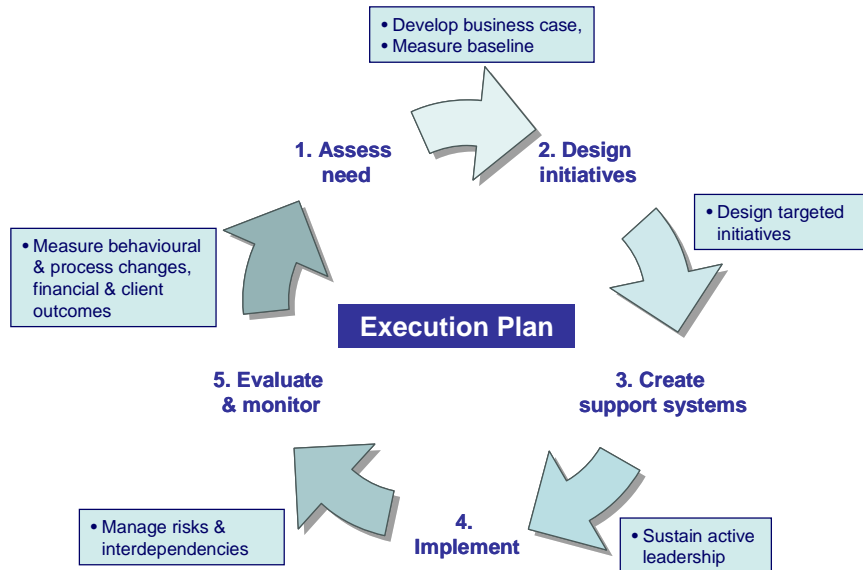 • Develop business case,
• Measure baseline
1. Assess
need
2. Design
initiatives
• Design targeted
initiatives
• Measure behavioural
& process changes,
financial & client
outcomes
Execution Plan
5. Evaluate
& monitor
3. Create
support systems
4.
Implement
• Manage risks &
interdependencies
• Sustain active
leadership